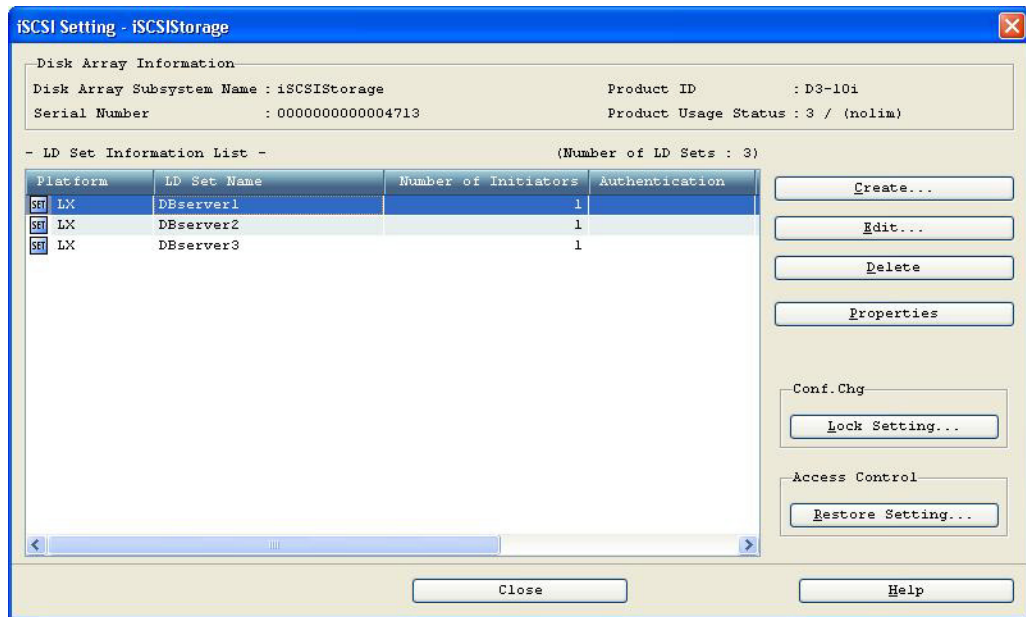 iSCSI Setting - iSCSIStorage
Disk Array Information
Disk Array Subsystem Name : iSCSIStorage Product ID : D3-10i
Serial Number : 0000000000004713 Product Usage Status : 3 / (nolim)
- LD Set Information List - (Number of LD Sets : 3)
Platform LD Set Name Number of Initiators Authentication
SET LX DBserver1 1
SET LX DBserver2 1
SET LX DBserver3 1
Create...
Edit...
Delete
Properties
Conf.Chg
Lock Setting...
Access Control
Restore Setting...
Close Help